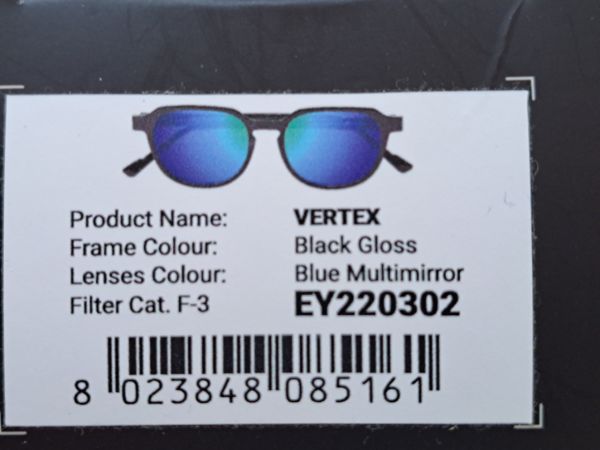 Product Name: VERTEX
Frame Colour: Black Gloss
Lenses Colour: Blue Multimirror
Filter Cat. F-3 EY220302
8 023848 085161